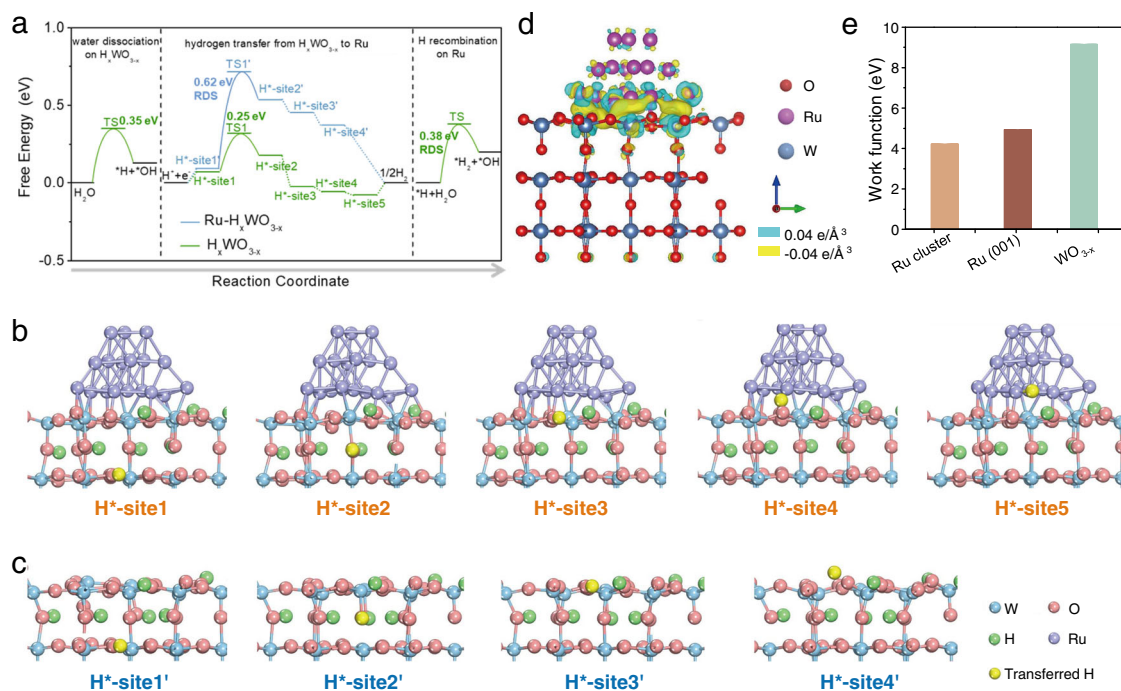 a
1.0
0.5
0.0
-0.5
Free Energy (eV)
Reaction Coordinate
water dissociation
on HxWO3-x
hydrogen transfer from HxWO3-x to Ru
H recombination
on Ru
TS 0.35 eV
*H+*OH
H2O
TS1'
0.62 eV
RDS
H*-site2'
H*-site3'
H*-site4'
0.25 eV
TS1
H*-site1'
H++e-
H*-site1
H*-site2
H*-site3
H*-site4
H*-site5
1/2H2
TS
0.38 eV
RDS
*H2+*OH
*H+H2O
Ru-HxWO3-x
HxWO3-x
d
O
Ru
W
0.04 e/Å3
-0.04 e/Å3
e
Work function (eV)
10
8
6
4
2
0
Ru cluster
Ru (001)
WO3-x
b
H*-site1
H*-site2
H*-site3
H*-site4
H*-site5
c
H*-site1'
H*-site2'
H*-site3'
H*-site4'
W
O
H
Ru
Transferred H